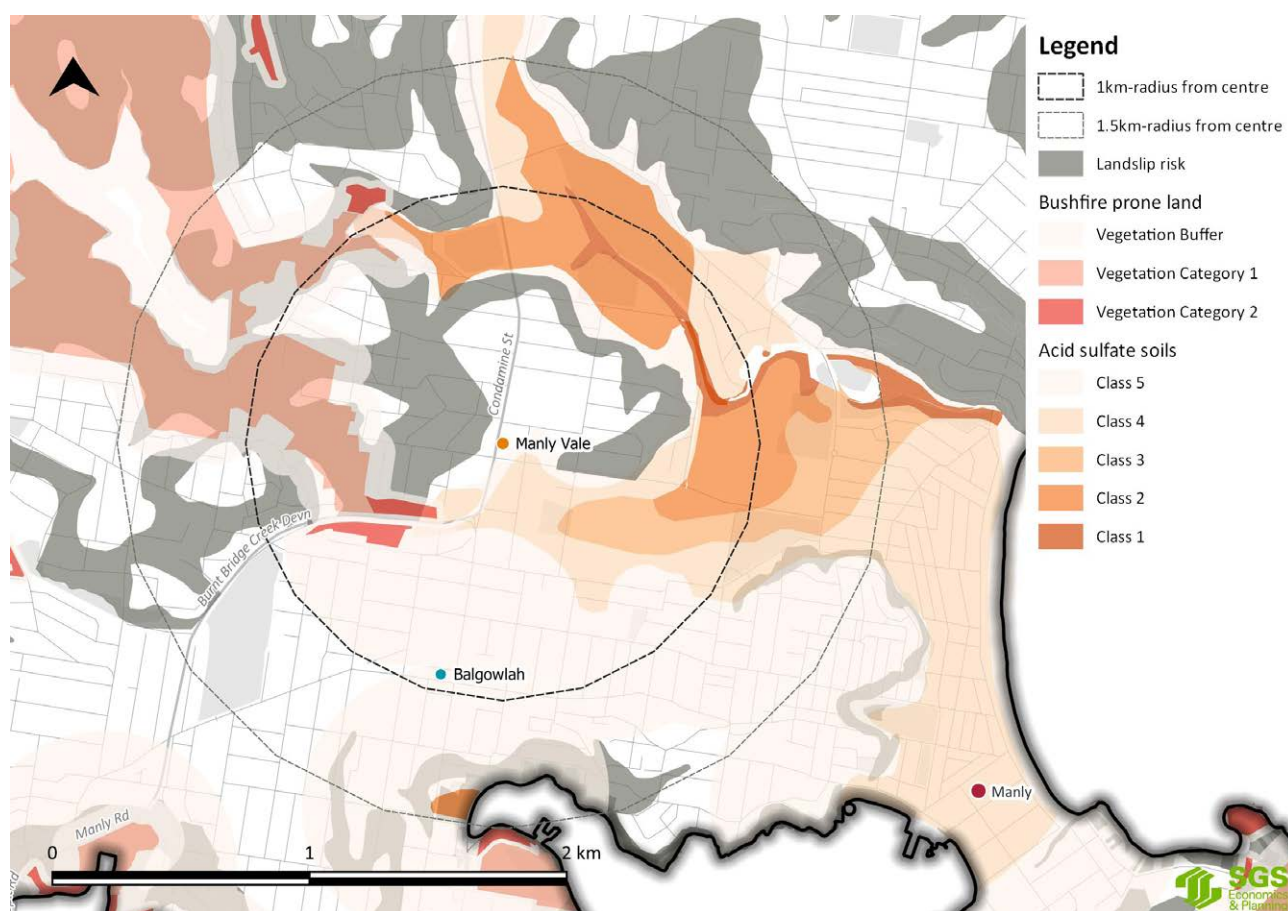 Legend
1km-radius from centre
1.5km-radius from centre
Landslip risk
Bushfire prone land
Vegetation Buffer
Vegetation Category 1
Vegetation Category 2
Acid sulfate soils
Class 5
Class 4
Class 3
Class 2
Class 1
Condamine St
Manly Vale
Burnt Bridge Creek Devn
Balgowlah
Manly
Manly Rd
0 1 2 km
SGS
Economics
& Planning